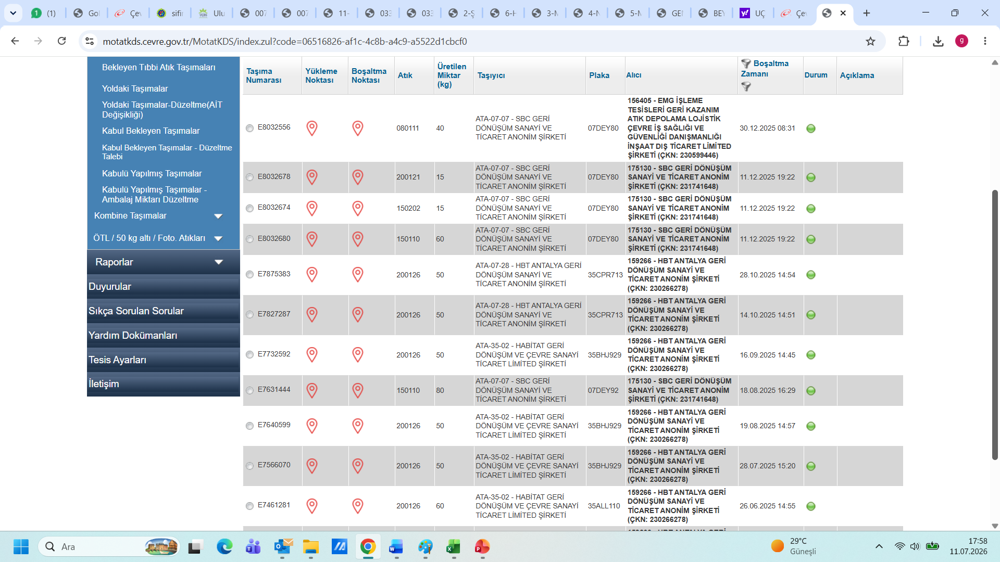 (1)
Gol
Çev
sifir
Ulu
007
007
11-
033
033
2-Ş
6-H
3-M
4-N
5-M
GEN
BEY
UÇ
Çev
motatkds.cevre.gov.tr/MotatKDS/index.zul?code=06516826-af1c-4c8b-a4c9-a5522d1cbcf0
g
Bekleyen Tıbbi Atık Taşımaları
Yoldaki Taşımalar
Yoldaki Taşımalar-Düzeltme(AİT
Değişikliği)
Kabul Bekleyen Taşımalar
Kabul Bekleyen Taşımalar - Düzeltme
Talebi
Kabulü Yapılmış Taşımalar
Kabulü Yapılmış Taşımalar -
Ambalaj Miktarı Düzeltme
Kombine Taşımalar
ÖTL / 50 kg altı / Foto. Atıkları
Raporlar
Duyurular
Sıkça Sorulan Sorular
Yardım Dokümanları
Tesis Ayarları
İletişim
Taşıma
Numarası
Yükleme
Noktası
Boşaltma
Noktası
Atık
Üretilen
Miktar
(kg)
Taşıyıcı
Plaka
Alıcı
Boşaltma
Zamanı
Durum
Açıklama
E8032556
080111
40
ATA-07-07 - SBC GERİ
DÖNÜŞÜM SANAYİ VE
TİCARET ANONİM ŞİRKETİ
07DEY80
156405 - EMG İŞLEME
TESİSLERİ GERİ KAZANIM
ATIK DEPOLAMA LOJİSTİK
ÇEVRE İŞ SAĞLIĞI VE
GÜVENLİĞİ DANIŞMANLIĞI
İNŞAAT DIŞ TİCARET LİMİTED
ŞİRKETİ (ÇKN: 230599446)
30.12.2025 08:31
E8032678
200121
15
ATA-07-07 - SBC GERİ
DÖNÜŞÜM SANAYİ VE
TİCARET ANONİM ŞİRKETİ
07DEY80
175130 - SBC GERİ DÖNÜŞÜM
SANAYİ VE TİCARET ANONİM
ŞİRKETİ (ÇKN: 231741648)
11.12.2025 19:22
E8032674
150202
15
ATA-07-07 - SBC GERİ
DÖNÜŞÜM SANAYİ VE
TİCARET ANONİM ŞİRKETİ
07DEY80
175130 - SBC GERİ DÖNÜŞÜM
SANAYİ VE TİCARET ANONİM
ŞİRKETİ (ÇKN: 231741648)
11.12.2025 19:22
E8032680
150110
60
ATA-07-07 - SBC GERİ
DÖNÜŞÜM SANAYİ VE
TİCARET ANONİM ŞİRKETİ
07DEY80
175130 - SBC GERİ DÖNÜŞÜM
SANAYİ VE TİCARET ANONİM
ŞİRKETİ (ÇKN: 231741648)
11.12.2025 19:22
E7875383
200126
50
ATA-07-28 - HBT ANTALYA GERİ
DÖNÜŞÜM SANAYİ VE
TİCARET ANONİM ŞİRKETİ
35CPR713
159266 - HBT ANTALYA GERİ
DÖNÜŞÜM SANAYİ VE
TİCARET ANONİM ŞİRKETİ
(ÇKN: 230266278)
28.10.2025 14:54
E7827287
200126
50
ATA-07-28 - HBT ANTALYA GERİ
DÖNÜŞÜM SANAYİ VE
TİCARET ANONİM ŞİRKETİ
35CPR713
159266 - HBT ANTALYA GERİ
DÖNÜŞÜM SANAYİ VE
TİCARET ANONİM ŞİRKETİ
(ÇKN: 230266278)
14.10.2025 14:51
E7732592
200126
50
ATA-35-02 - HABİTAT GERİ
DÖNÜŞÜM VE ÇEVRE SANAYİ
TİCARET LİMİTED ŞİRKETİ
35BHJ929
159266 - HBT ANTALYA GERİ
DÖNÜŞÜM SANAYİ VE
TİCARET ANONİM ŞİRKETİ
(ÇKN: 230266278)
16.09.2025 14:45
E7631444
150110
80
ATA-07-07 - SBC GERİ
DÖNÜŞÜM SANAYİ VE
TİCARET ANONİM ŞİRKETİ
07DEY92
175130 - SBC GERİ DÖNÜŞÜM
SANAYİ VE TİCARET ANONİM
ŞİRKETİ (ÇKN: 231741648)
18.08.2025 16:29
E7640599
200126
50
ATA-35-02 - HABİTAT GERİ
DÖNÜŞÜM VE ÇEVRE SANAYİ
TİCARET LİMİTED ŞİRKETİ
35BHJ929
159266 - HBT ANTALYA GERİ
DÖNÜŞÜM SANAYİ VE
TİCARET ANONİM ŞİRKETİ
(ÇKN: 230266278)
19.08.2025 14:57
E7566070
200126
50
ATA-35-02 - HABİTAT GERİ
DÖNÜŞÜM VE ÇEVRE SANAYİ
TİCARET LİMİTED ŞİRKETİ
35BHJ929
159266 - HBT ANTALYA GERİ
DÖNÜŞÜM SANAYİ VE
TİCARET ANONİM ŞİRKETİ
(ÇKN: 230266278)
28.07.2025 15:20
E7461281
200126
60
ATA-35-02 - HABİTAT GERİ
DÖNÜŞÜM VE ÇEVRE SANAYİ
TİCARET LİMİTED ŞİRKETİ
35ALL110
159266 - HBT ANTALYA GERİ
DÖNÜŞÜM SANAYİ VE
TİCARET ANONİM ŞİRKETİ
(ÇKN: 230266278)
26.06.2025 14:55
Ara
29°C
Güneşli
17:58
11.07.2026